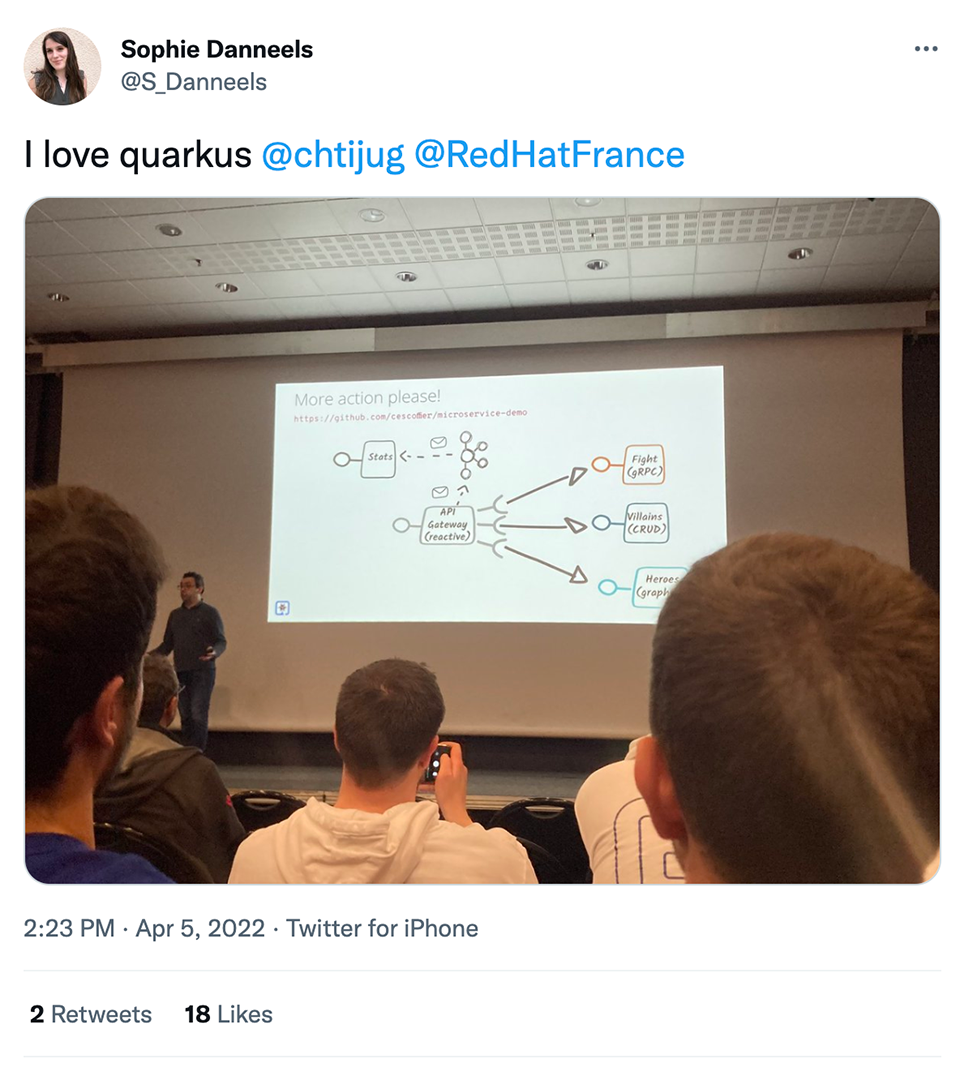 Sophie Danneels
@S_Danneels
I love quarkus @chtijug @RedHatFrance
More action please!
https://github.com/cescoffier/microservice-demo
Stats
API
Gateway
(reactive)
Fight
(gRPC)
Villains
(CRUD)
Heroes
(graph
2:23 PM · Apr 5, 2022 · Twitter for iPhone
2 Retweets 18 Likes